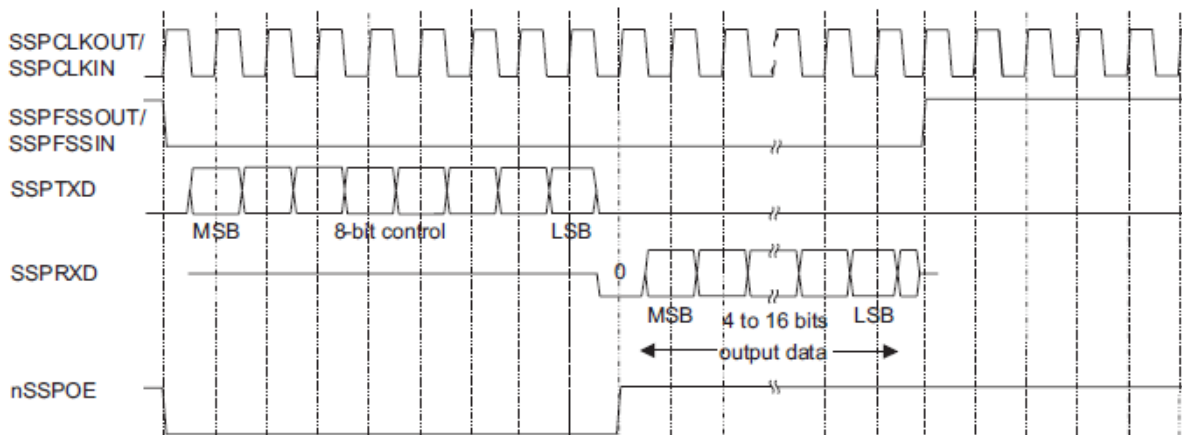 SSPCLKOUT/
SSPCLKIN
SSPFSSOUT/
SSPFSSIN
SSPTXD
MSB 8-bit control LSB
SSPRXD 0
MSB 4 to 16 bits LSB
output data
nSSPOE